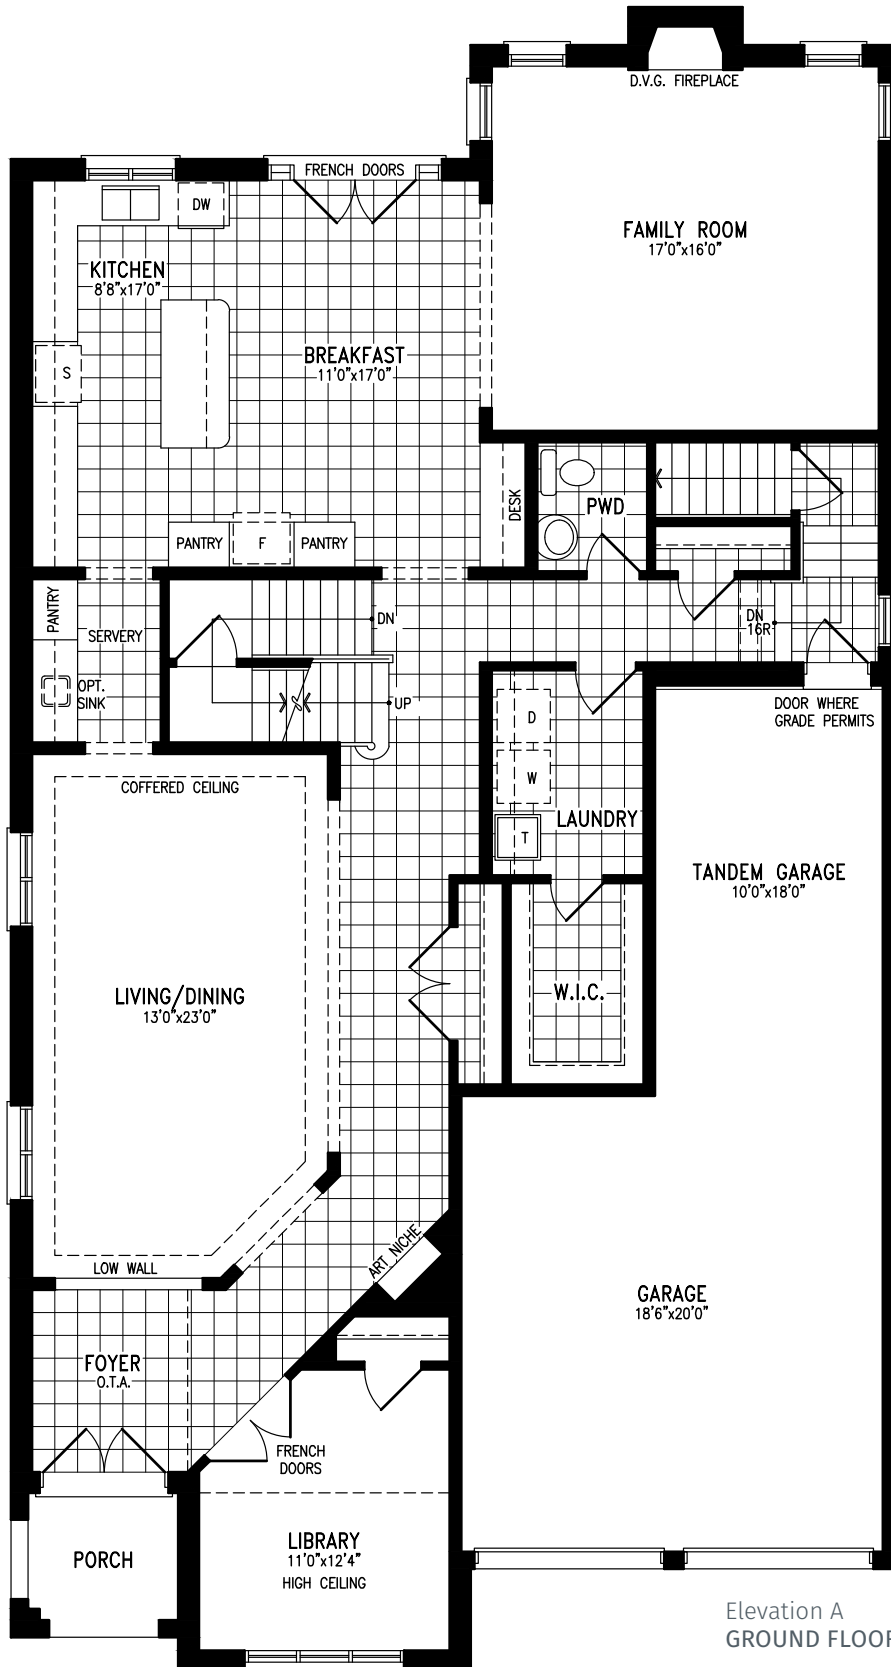 D.V.G. FIREPLACE
FRENCH DOORS
DW
FAMILY ROOM
17'0"x16'0"
KITCHEN
8'8"x17'0"
BREAKFAST
11'0"x17'0"
S
DESK
PWD
PANTRY
F
PANTRY
PANTRY
SERVERY
DN
DN
16R
OPT.
SINK
UP
D
DOOR WHERE
GRADE PERMITS
COFFERED CEILING
W
LAUNDRY
T
TANDEM GARAGE
10'0"x18'0"
LIVING/DINING
13'0"x23'0"
W.I.C.
ART NICHE
LOW WALL
GARAGE
18'6"x20'0"
FOYER
O.T.A.
FRENCH
DOORS
PORCH
LIBRARY
11'0"x12'4"
HIGH CEILING
Elevation A
GROUND FLOOR